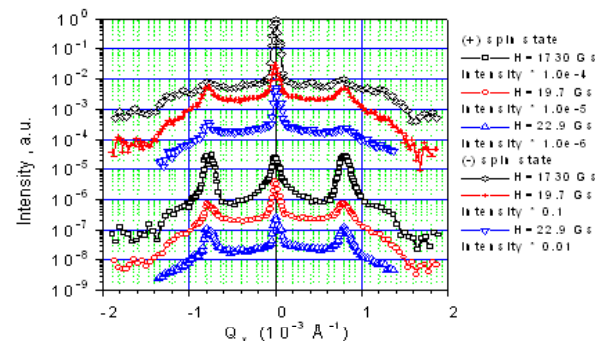 10^0
10^-1
10^-2
10^-3
10^-4
10^-5
10^-6
10^-7
10^-8
10^-9
Intensity, a.u.
-2 -1 0 1 2
Q_x (10^-3 Å^-1)
(+) spin state
H = 1730 Gs
Intensity * 1.0e-4
H = 19.7 Gs
Intensity * 1.0e-5
H = 22.9 Gs
Intensity * 1.0e-6
(-) spin state
H = 1730 Gs
H = 19.7 Gs
Intensity * 0.1
H = 22.9 Gs
Intensity * 0.01